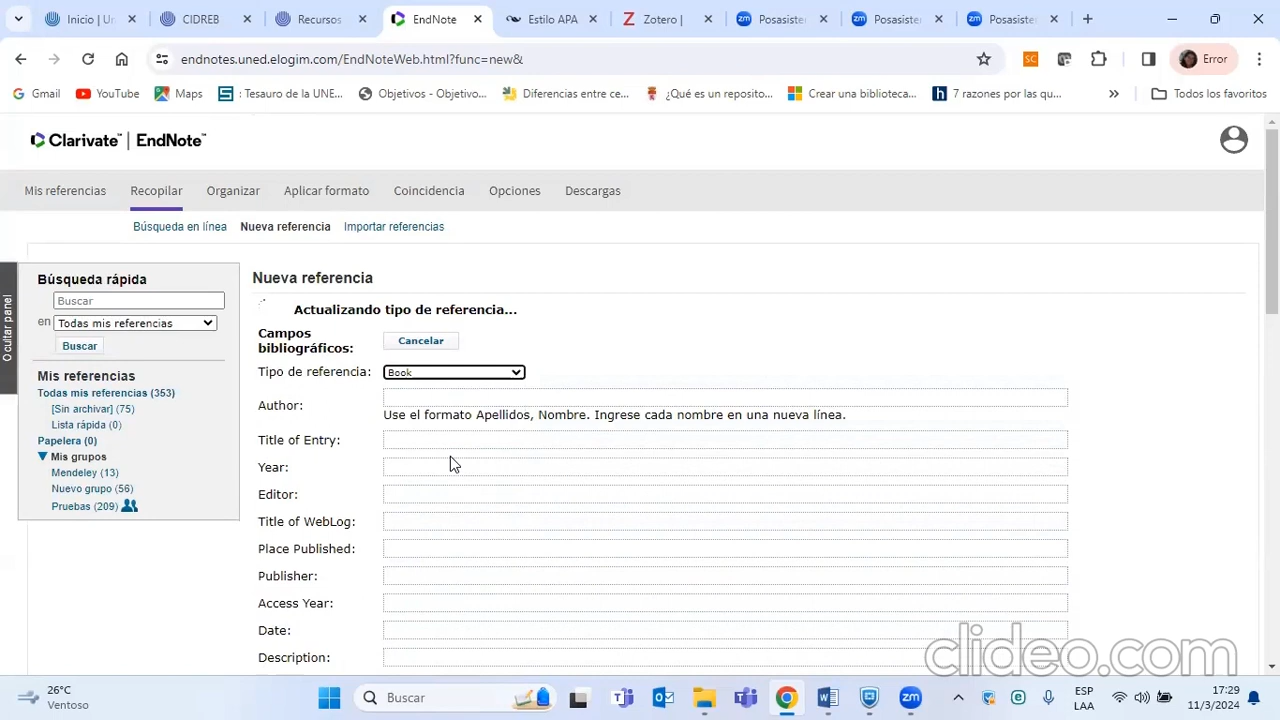 Inicio | Un
CIDREB
Recursos
EndNote
Estilo APA
Zotero |
Posasiste
Posasiste
Posasiste
endnotes.uned.elogim.com/EndNoteWeb.html?func=new&
Error
Gmail
YouTube
Maps
: Tesauro de la UNE...
Objetivos - Objetivo...
Diferencias entre ce...
¿Qué es un reposito...
Crear una biblioteca...
7 razones por las qu...
»
Todos los favoritos
Clarivate™ | EndNote™
Mis referencias
Recopilar
Organizar
Aplicar formato
Coincidencia
Opciones
Descargas
Búsqueda en línea
Nueva referencia
Importar referencias
Ocultar panel
Búsqueda rápida
Buscar
en Todas mis referencias
Buscar
Mis referencias
Todas mis referencias (353)
[Sin archivar] (75)
Lista rápida (0)
Papelera (0)
Mis grupos
Mendeley (13)
Nuevo grupo (56)
Pruebas (209)
Nueva referencia
Actualizando tipo de referencia...
Campos bibliográficos:
Cancelar
Tipo de referencia: Book
Author:
Use el formato Apellidos, Nombre. Ingrese cada nombre en una nueva línea.
Title of Entry:
Year:
Editor:
Title of WebLog:
Place Published:
Publisher:
Access Year:
Date:
Description:
clideo.com
26°C
Ventoso
Buscar
ESP
LAA
17:29
11/3/2024